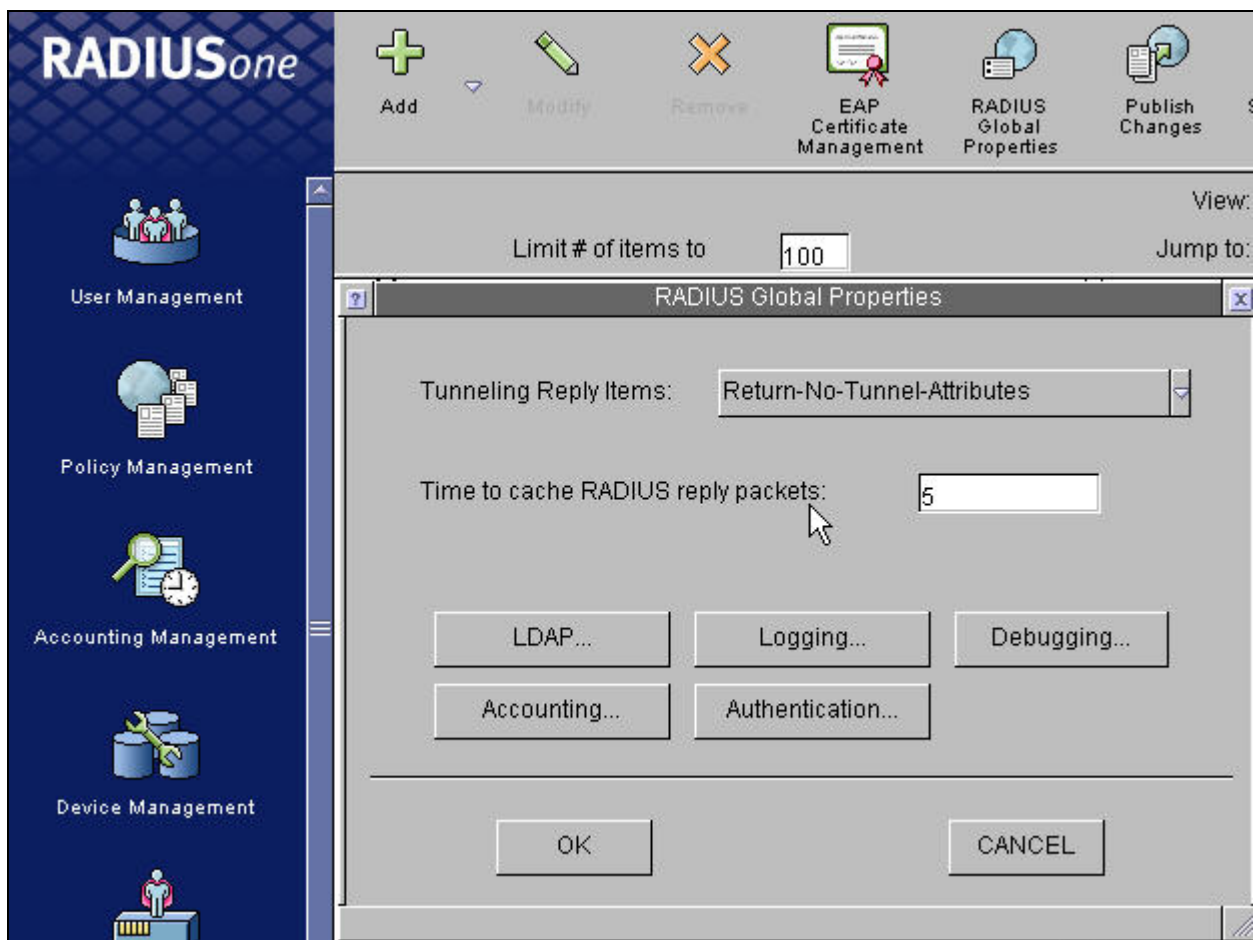 RADIUSone
Add
Modify
Remove
EAP
Certificate
Management
RADIUS
Global
Properties
Publish
Changes
View:
Limit # of items to 100
Jump to:
User Management
Policy Management
Accounting Management
Device Management
RADIUS Global Properties
Tunneling Reply Items: Return-No-Tunnel-Attributes
Time to cache RADIUS reply packets: 5
LDAP... Logging... Debugging...
Accounting... Authentication...
OK CANCEL